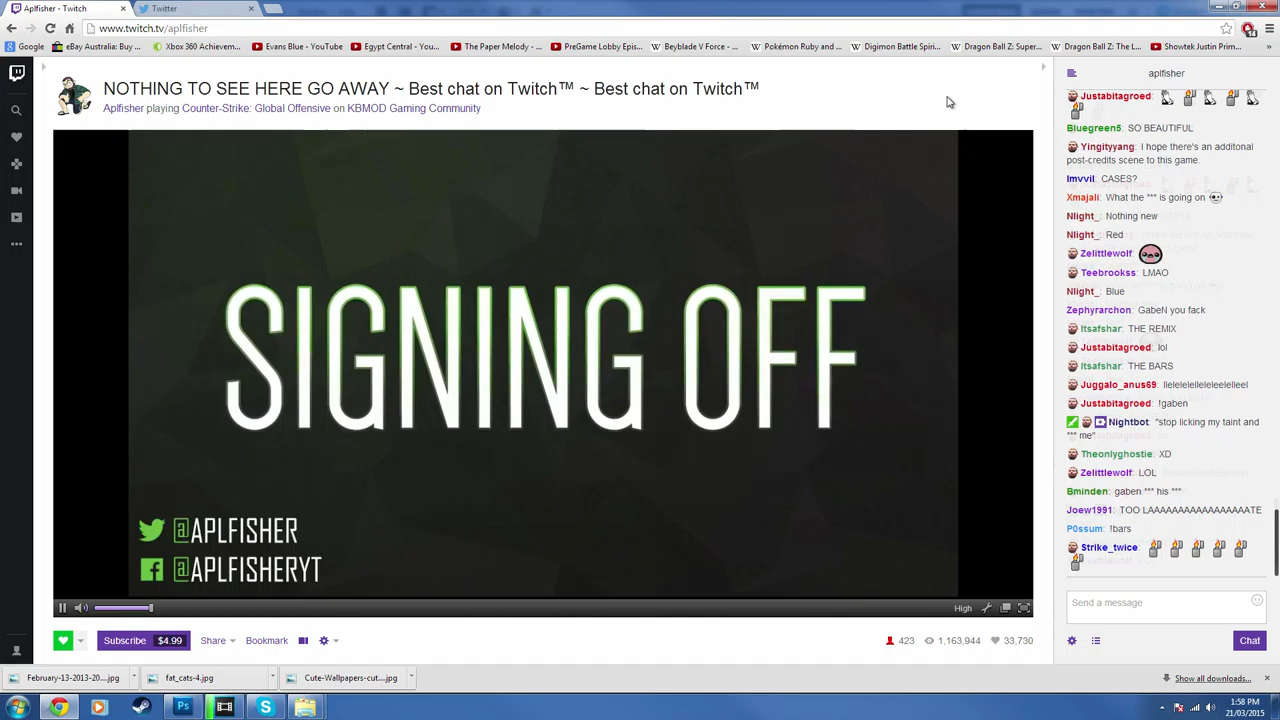 Aplfisher - Twitch
Twitter
www.twitch.tv/aplfisher
Google
eBay Australia: Buy ...
Xbox 360 Achievem...
Evans Blue - YouTube
Egypt Central - You...
The Paper Melody - ...
PreGame Lobby Epis...
Beyblade V Force - ...
Pokémon Ruby and ...
Digimon Battle Spiri...
Dragon Ball Z: Super...
Dragon Ball Z: The L...
Showtek Justin Prim...
NOTHING TO SEE HERE GO AWAY ~ Best chat on Twitch™ ~ Best chat on Twitch™
Aplfisher playing Counter-Strike: Global Offensive on KBMOD Gaming Community
SIGNING OFF
@APLFISHER
@APLFISHERYT
High
Subscribe $4.99
Share
Bookmark
423
1,163,944
33,730
aplfisher
Justabitagroed:
Bluegreen5: SO BEAUTIFUL
Yingityyang: I hope there's an additonal
post-credits scene to this game.
Imvvil: CASES?
Xmajali: What the *** is going on
Nlight_: Nothing new
Nlight_: Red
Zelittlewolf:
Teebrookss: LMAO
Nlight_: Blue
Zephyrarchon: GabeN you fack
Itsafshar: THE REMIX
Justabitagroed: lol
Itsafshar: THE BARS
Juggalo_anus69: llelelelelleleleelelleel
Justabitagroed: !gaben
Nightbot: "stop licking my taint and
*** me"
Theonlyghostie: XD
Zelittlewolf: LOL
Bminden: gaben *** his ***
Joew1991: TOO LAAAAAAAAAAAAAAAAATE
P0ssum: !bars
Strike_twice:
Send a message
Chat
February-13-2013-20....jpg
fat_cats-4.jpg
Cute-Wallpapers-cut....jpg
Show all downloads...
1:58 PM
21/03/2015